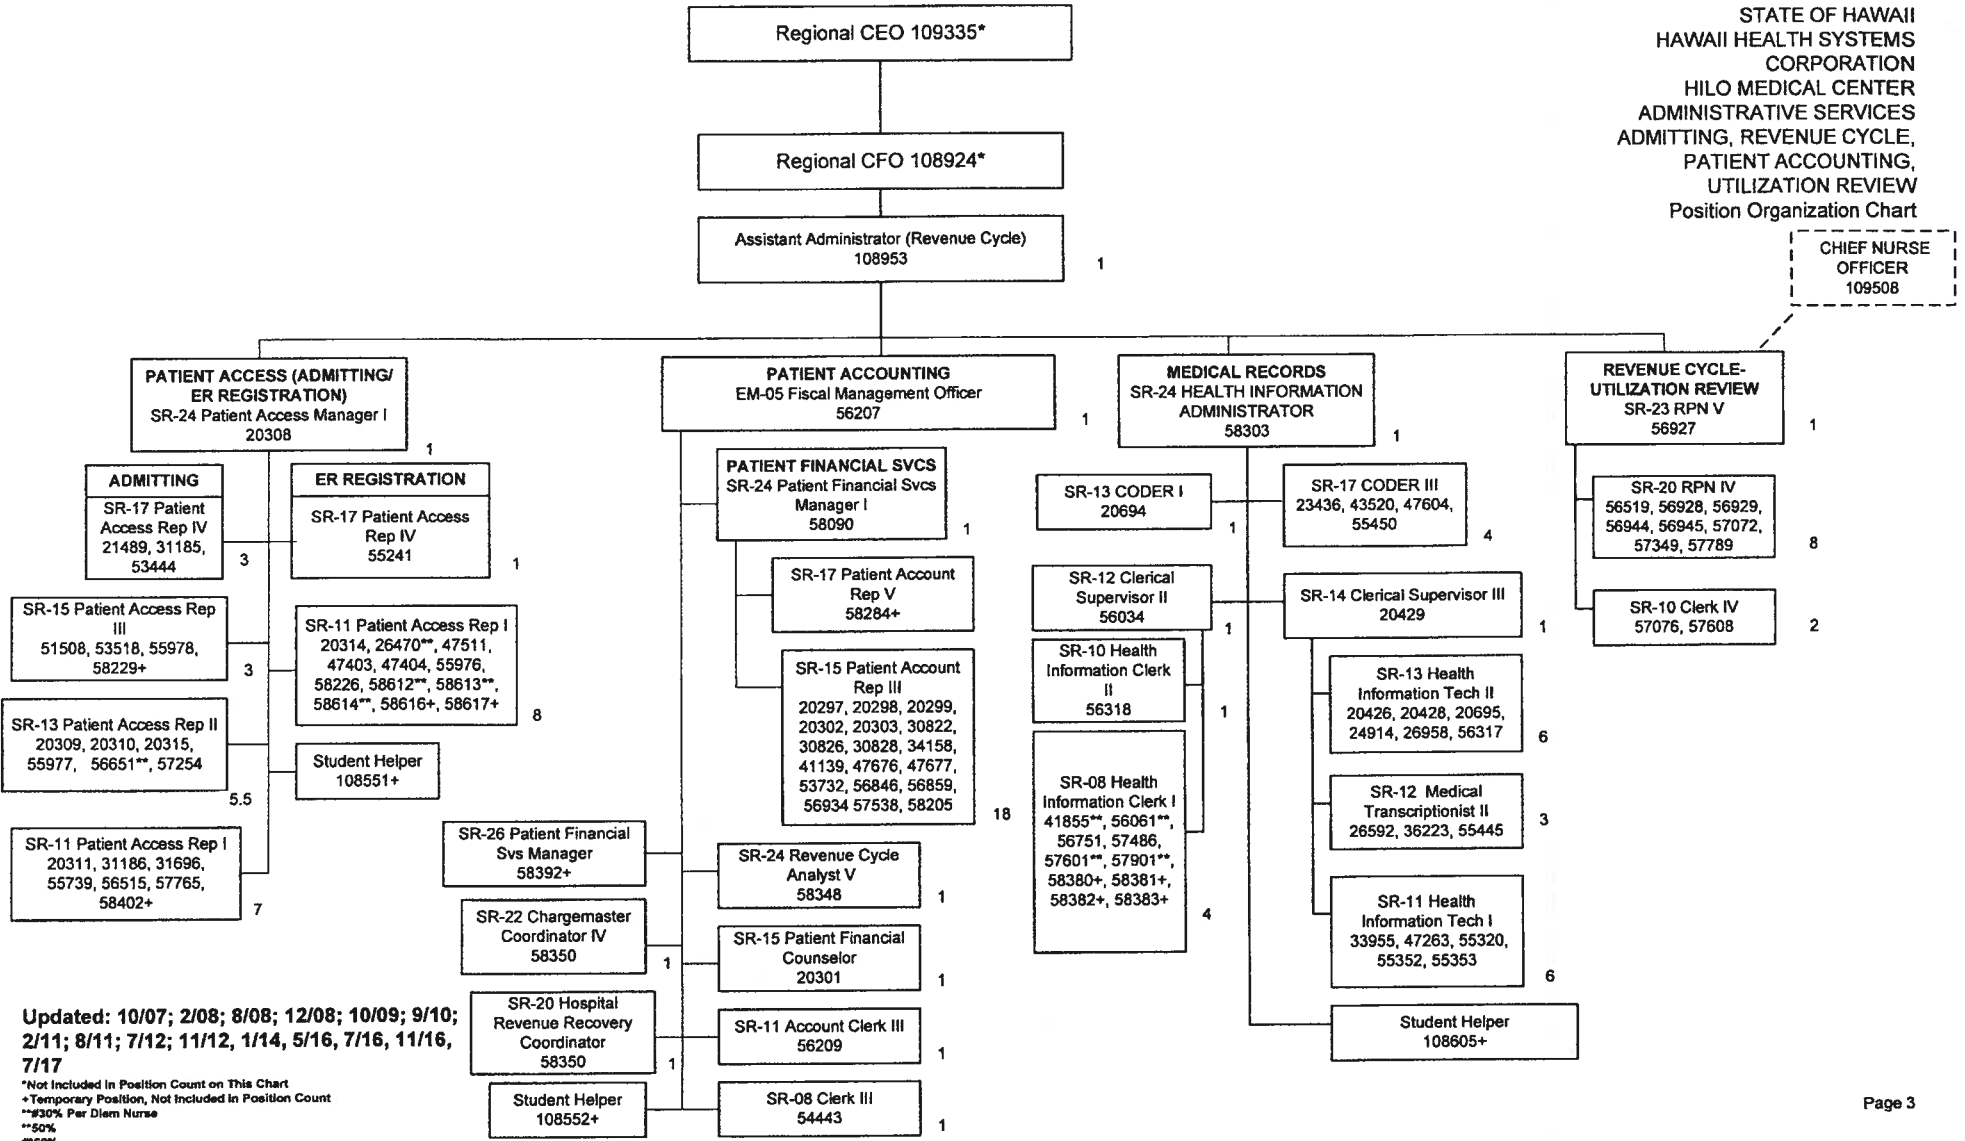 STATE OF HAWAII
HAWAII HEALTH SYSTEMS
CORPORATION
HILO MEDICAL CENTER
ADMINISTRATIVE SERVICES
ADMITTING, REVENUE CYCLE,
PATIENT ACCOUNTING,
UTILIZATION REVIEW
Position Organization Chart
Regional CEO 109335*
Regional CFO 108924*
Assistant Administrator (Revenue Cycle)
108953
1
CHIEF NURSE
OFFICER
109508
PATIENT ACCESS (ADMITTING/
ER REGISTRATION)
SR-24 Patient Access Manager I
20308
1
ADMITTING
SR-17 Patient
Access Rep IV
21489, 31185,
53444
3
ER REGISTRATION
SR-17 Patient Access
Rep IV
55241
1
SR-15 Patient Access Rep
III
51508, 53518, 55978,
58229+
3
SR-11 Patient Access Rep I
20314, 26470**, 47511,
47403, 47404, 55976,
58226, 58612**, 58613**,
58614**, 58616+, 58617+
8
SR-13 Patient Access Rep II
20309, 20310, 20315,
55977, 56651**, 57254
5.5
Student Helper
108551+
SR-11 Patient Access Rep I
20311, 31186, 31696,
55739, 56515, 57765,
58402+
7
PATIENT ACCOUNTING
EM-05 Fiscal Management Officer
56207
1
PATIENT FINANCIAL SVCS
SR-24 Patient Financial Svcs
Manager I
58090
1
SR-17 Patient Account
Rep V
58284+
SR-15 Patient Account
Rep III
20297, 20298, 20299,
20302, 20303, 30822,
30826, 30828, 34158,
41139, 47676, 47677,
53732, 56846, 56859,
56934 57538, 58205
18
SR-26 Patient Financial
Svs Manager
58392+
SR-24 Revenue Cycle
Analyst V
58348
1
SR-22 Chargemaster
Coordinator IV
58350
1
SR-15 Patient Financial
Counselor
20301
1
SR-20 Hospital
Revenue Recovery
Coordinator
58350
1
SR-11 Account Clerk III
56209
1
Student Helper
108552+
SR-08 Clerk III
54443
1
MEDICAL RECORDS
SR-24 HEALTH INFORMATION
ADMINISTRATOR
58303
1
SR-13 CODER I
20694
1
SR-17 CODER III
23436, 43520, 47604,
55450
4
SR-12 Clerical
Supervisor II
56034
1
SR-14 Clerical Supervisor III
20429
1
SR-10 Health
Information Clerk
II
56318
1
SR-08 Health
Information Clerk I
41855**, 56061**,
56751, 57486,
57601**, 57901**,
58380+, 58381+,
58382+, 58383+
4
SR-13 Health
Information Tech II
20426, 20428, 20695,
24914, 26958, 56317
6
SR-12 Medical
Transcriptionist II
26592, 36223, 55445
3
SR-11 Health
Information Tech I
33955, 47263, 55320,
55352, 55353
6
Student Helper
108605+
REVENUE CYCLE-
UTILIZATION REVIEW
SR-23 RPN V
56927
1
SR-20 RPN IV
56519, 56928, 56929,
56944, 56945, 57072,
57349, 57789
8
SR-10 Clerk IV
57076, 57608
2
Updated: 10/07; 2/08; 8/08; 12/08; 10/09; 9/10;
2/11; 8/11; 7/12; 11/12, 1/14, 5/16, 7/16, 11/16,
7/17
*Not Included in Position Count on This Chart
+Temporary Position, Not Included in Position Count
**#30% Per Diem Nurse
**50%
Page 3